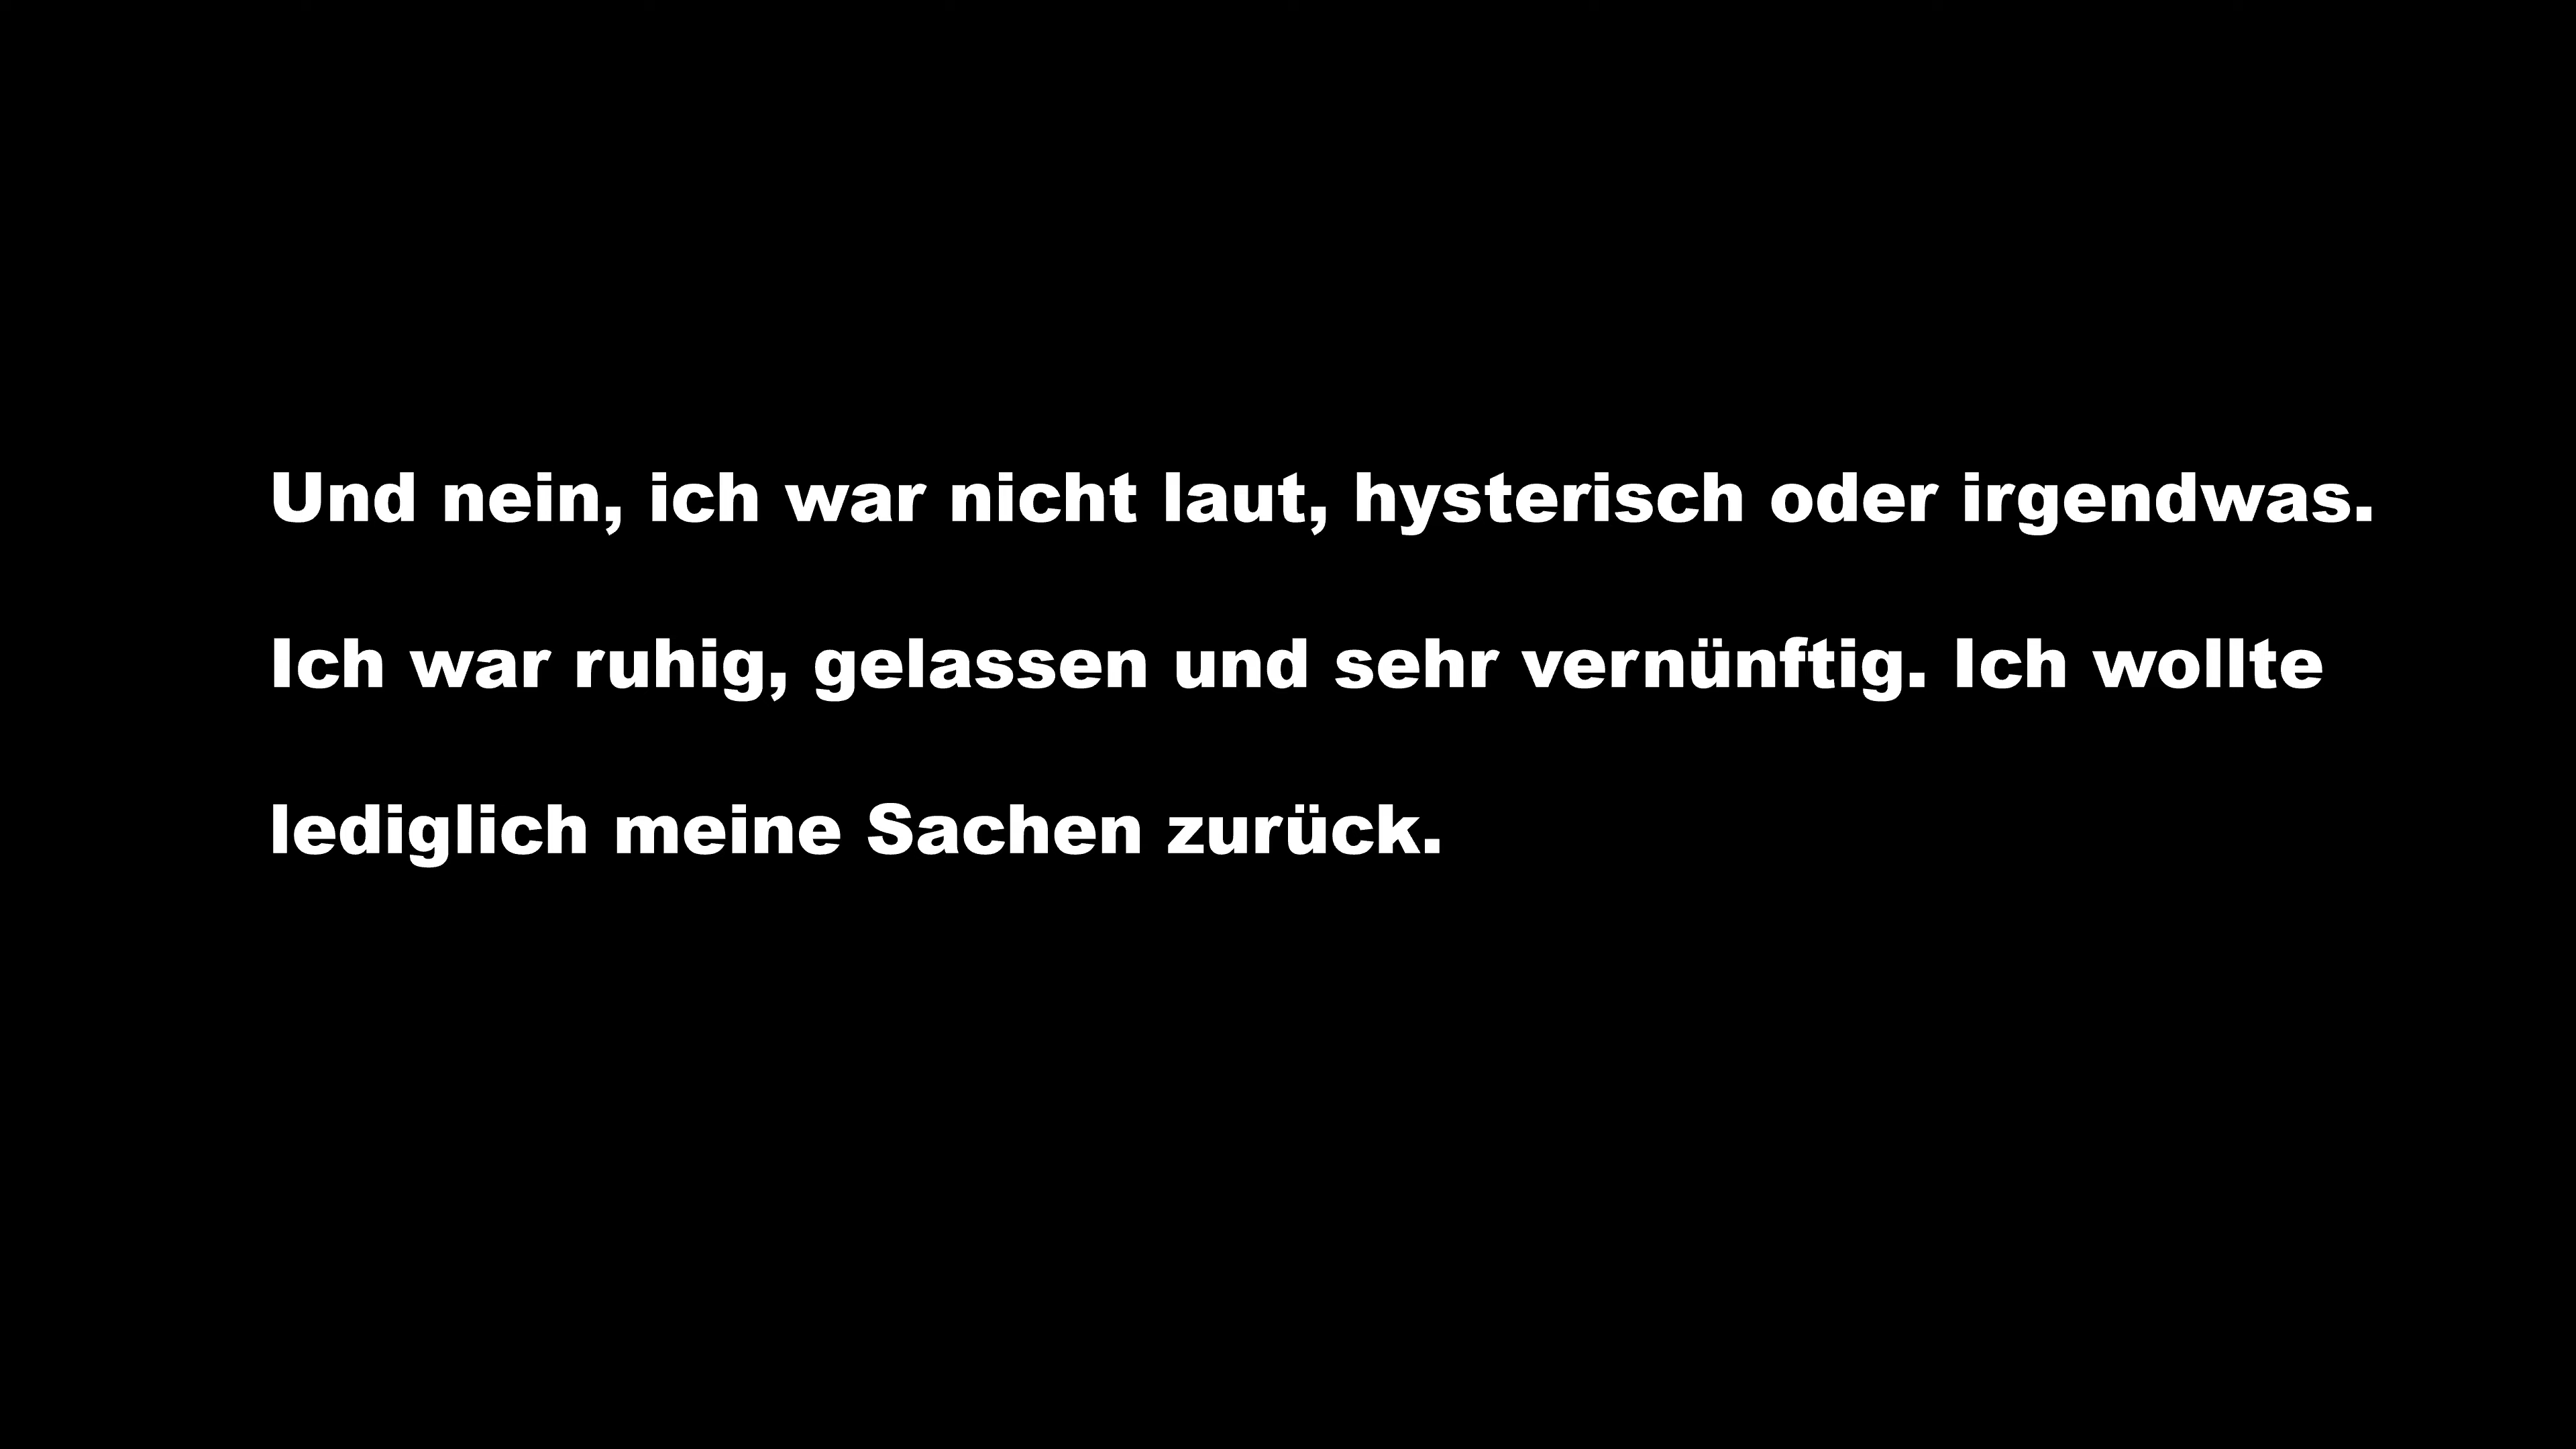 Und nein, ich war nicht laut, hysterisch oder irgendwas.
Ich war ruhig, gelassen und sehr vernünftig. Ich wollte
lediglich meine Sachen zurück.